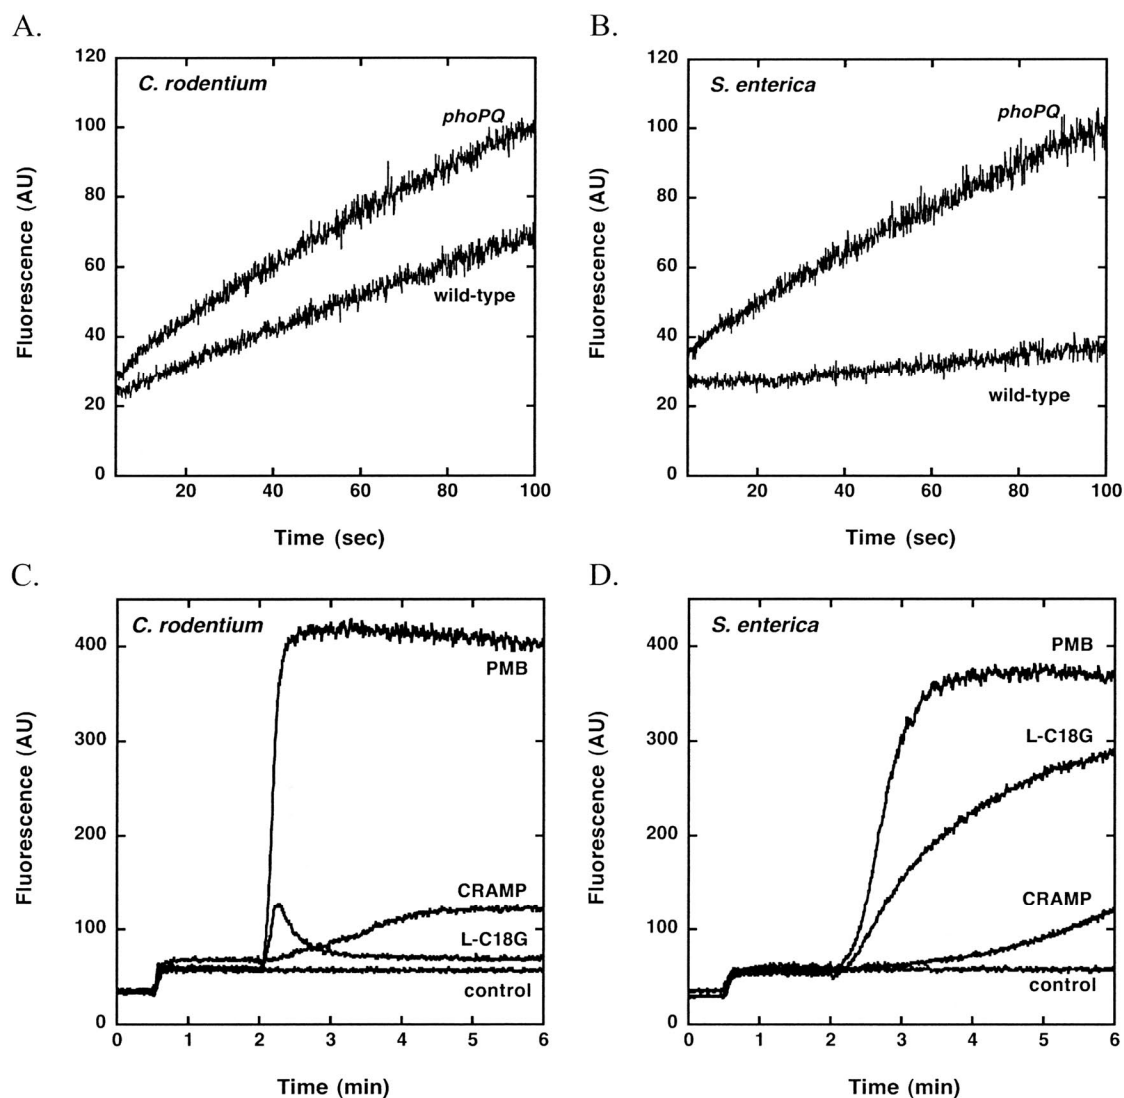 A.
B.
120
100
80
60
40
20
0
Fluorescence (AU)
C. rodentium
phoPQ
wild-type
20 40 60 80 100
Time (sec)
120
100
80
60
40
20
0
Fluorescence (AU)
S. enterica
phoPQ
wild-type
20 40 60 80 100
Time (sec)
C.
D.
400
300
200
100
0
Fluorescence (AU)
C. rodentium
PMB
CRAMP
L-C18G
control
0 1 2 3 4 5 6
Time (min)
400
300
200
100
0
Fluorescence (AU)
S. enterica
PMB
L-C18G
CRAMP
control
0 1 2 3 4 5 6
Time (min)